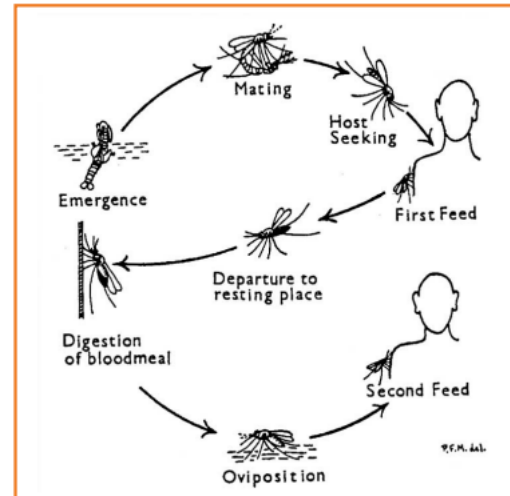 Mating
Host
Seeking
Emergence
First Feed
Departure to
resting place
Digestion
of bloodmeal
Second Feed
Oviposition
P.F.M. del.